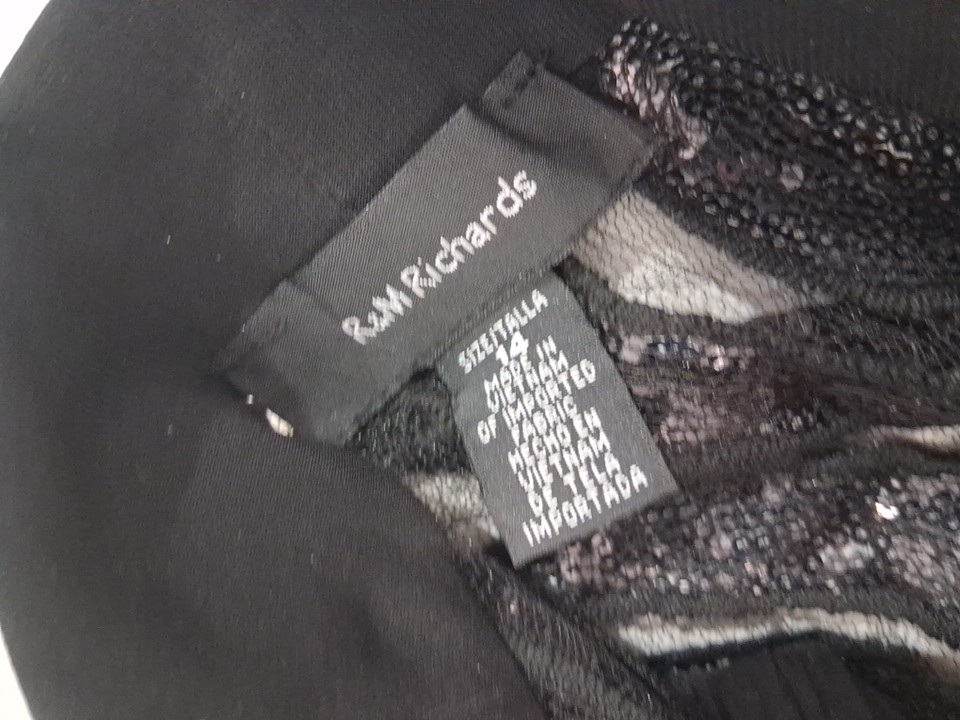 R&M Richards
SIZE/TALLA
14
MADE IN
VIETNAM
OF IMPORTED
FABRIC
HECHO EN
VIETNAM
DE TELA
IMPORTADA